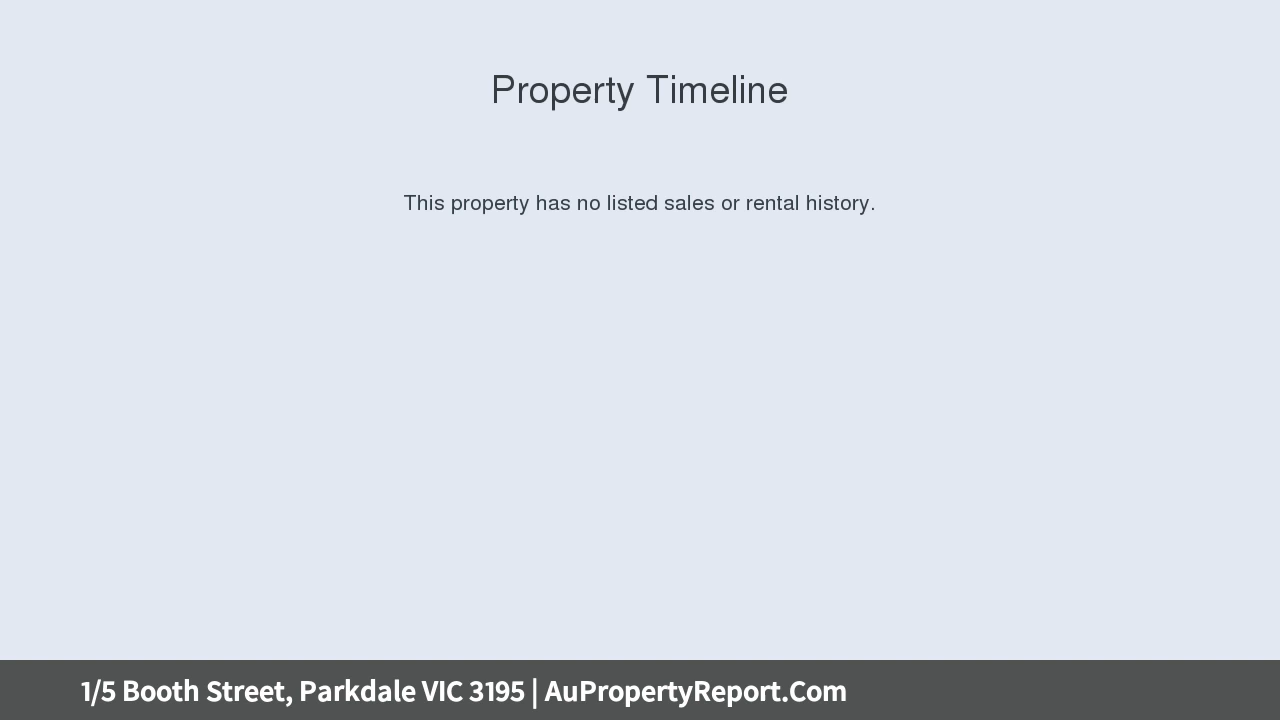 Property Timeline
This property has no listed sales or rental history.
1/5 Booth Street, Parkdale VIC 3195 | AuPropertyReport.Com